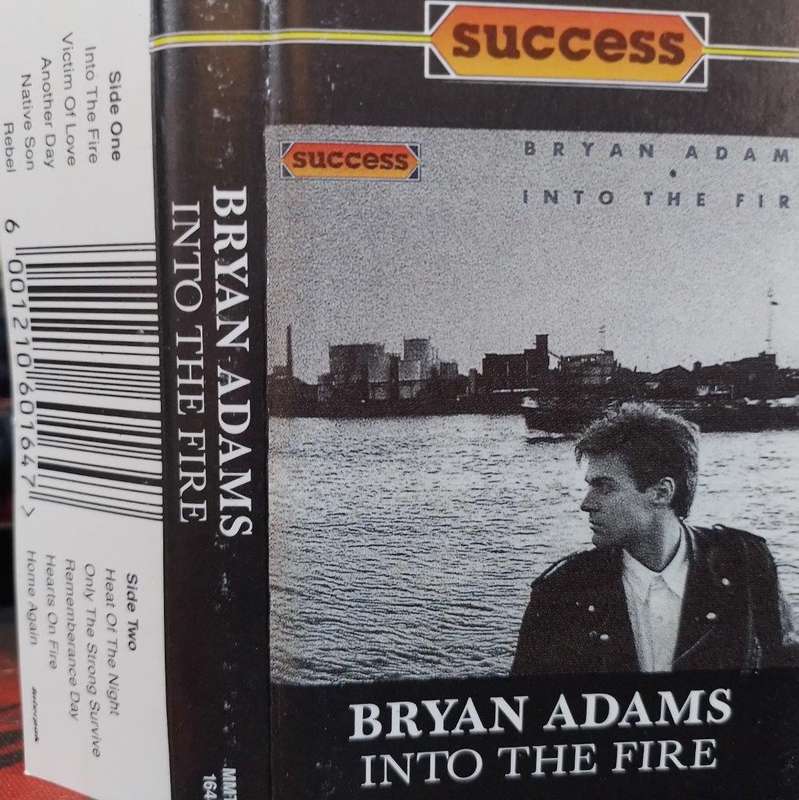 Side One
Into The Fire
Victim Of Love
Another Day
Native Son
Rebel
6 001210 601647 >
Side Two
Heat Of The Night
Only The Strong Survive
Rememberance Day
Hearts On Fire
Home Again
BRYAN ADAMS
INTO THE FIRE
164
success
success
BRYAN ADAM
INTO THE FIR
BRYAN ADAMS
INTO THE FIRE